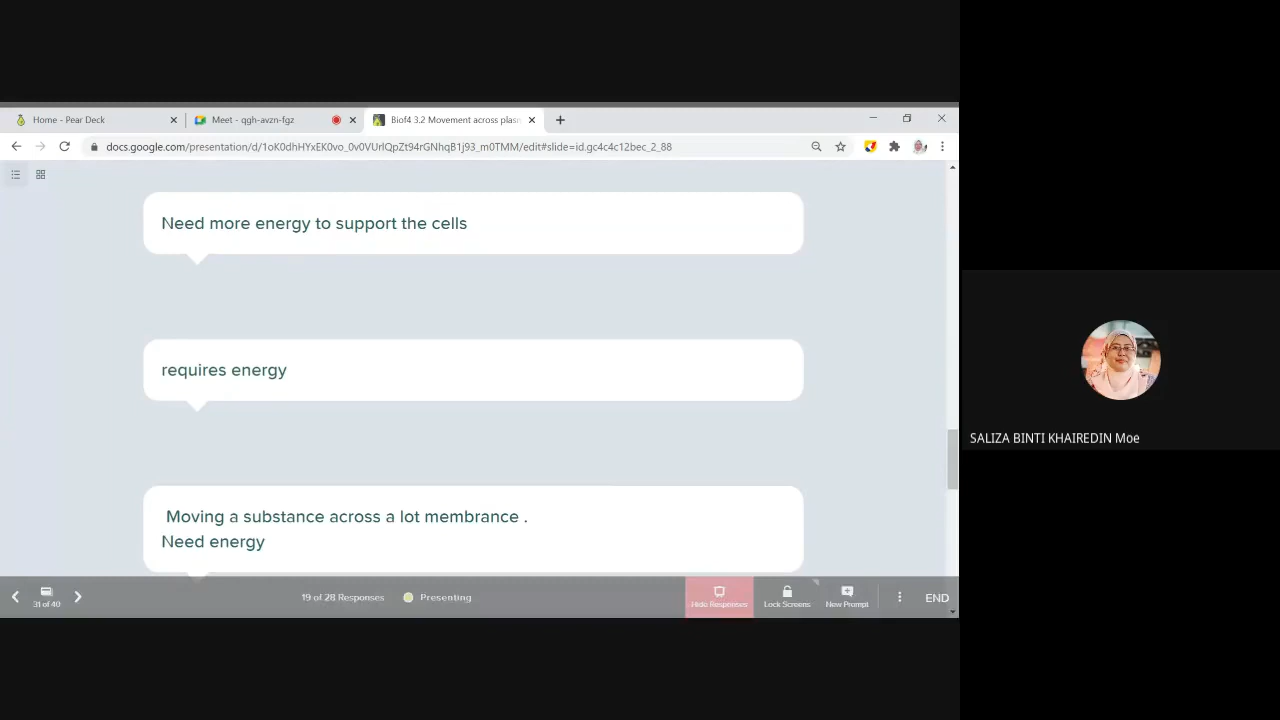 Home - Pear Deck
Meet - qgh-avzn-fgz
Biof4 3.2 Movement across plasn
docs.google.com/presentation/d/1oK0dhHYxEK0vo_0v0VUrlQpZt94rGNhqB1j93_m0TMM/edit#slide=id.gc4c4c12bec_2_88
Need more energy to support the cells
requires energy
Moving a substance across a lot membrance .
Need energy
SALIZA BINTI KHAIREDIN Moe
31 of 40
19 of 28 Responses
Presenting
Hide Responses
Lock Screens
New Prompt
END